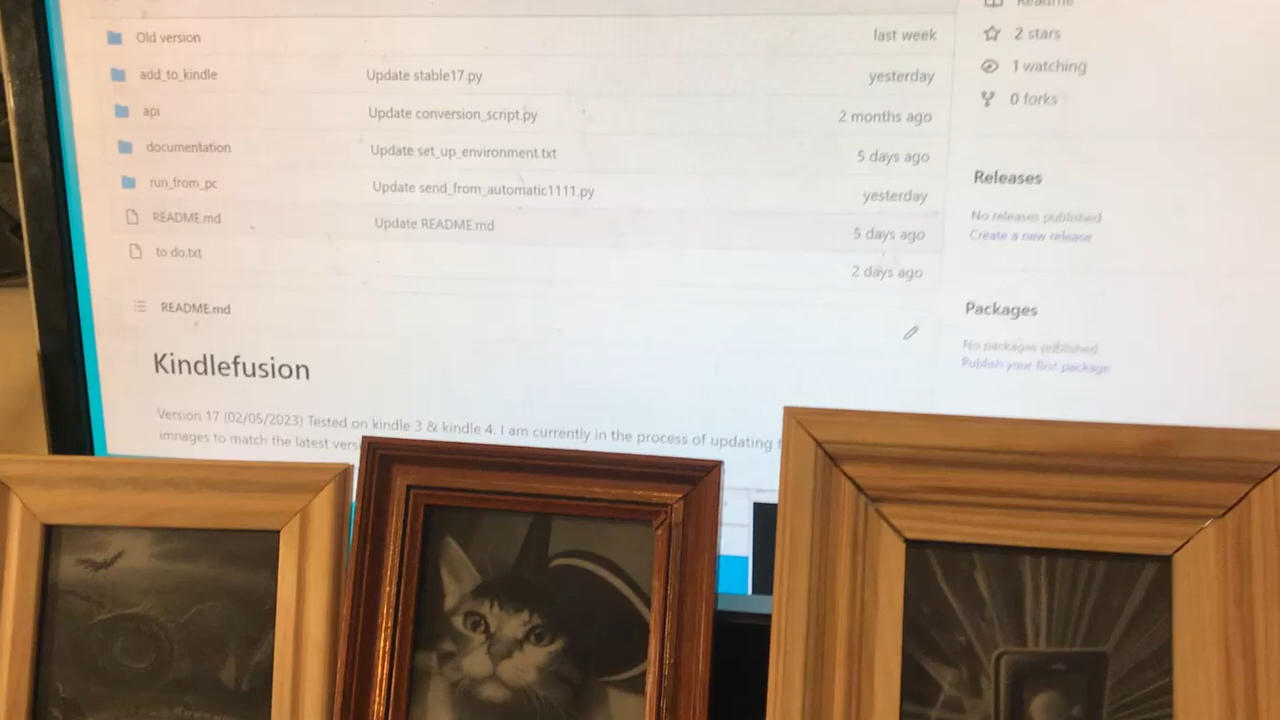 Old version last week
add_to_kindle Update stable17.py yesterday
api Update conversion_script.py 2 months ago
documentation Update set_up_environment.txt 5 days ago
run_from_pc Update send_from_automatic1111.py yesterday
README.md Update README.md 5 days ago
to do.txt 2 days ago
README.md
Kindlefusion
Version 17 (02/05/2023) Tested on kindle 3 & kindle 4. I am currently in the process of updating
imnages to match the latest
Readme
2 stars
1 watching
0 forks
Releases
No releases published
Create a new release
Packages
No packages published
Publish your first package